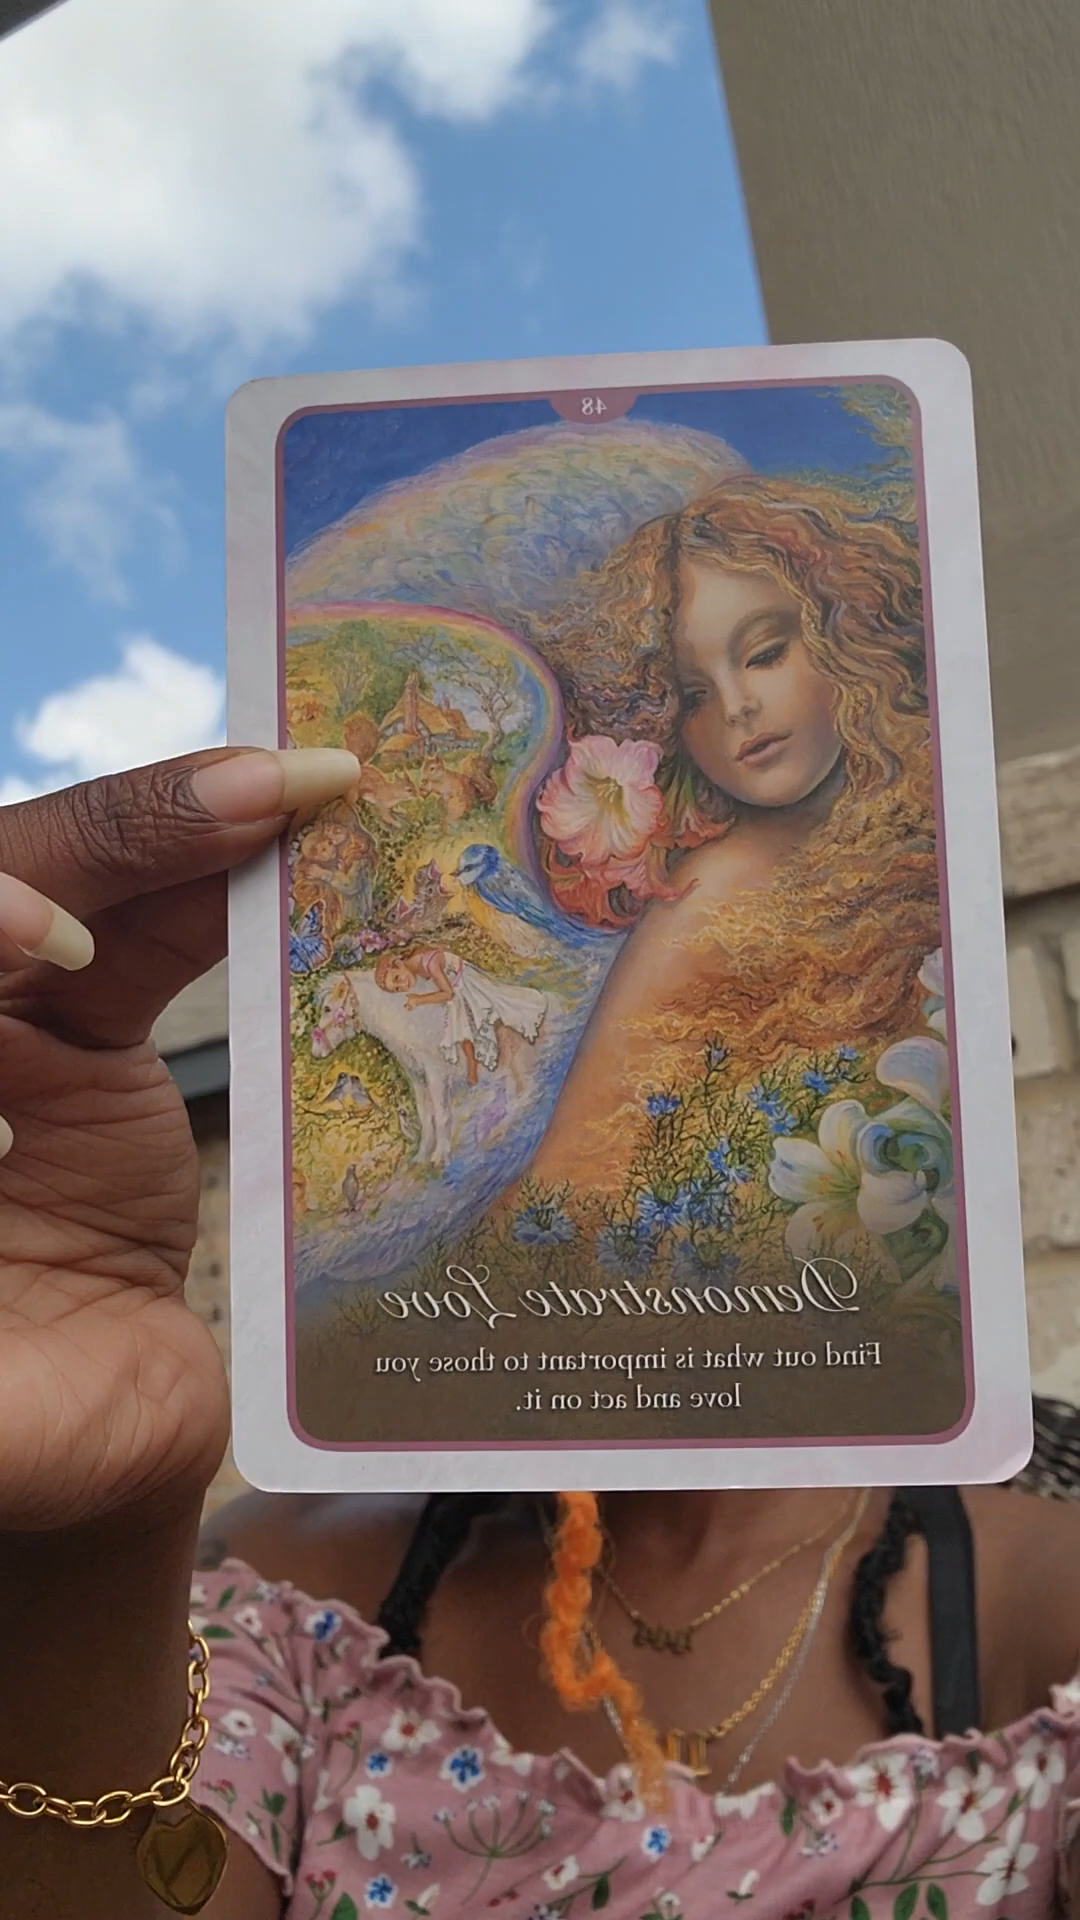 48
Demonstrate Love
Find out what is important to those you
love and act on it.